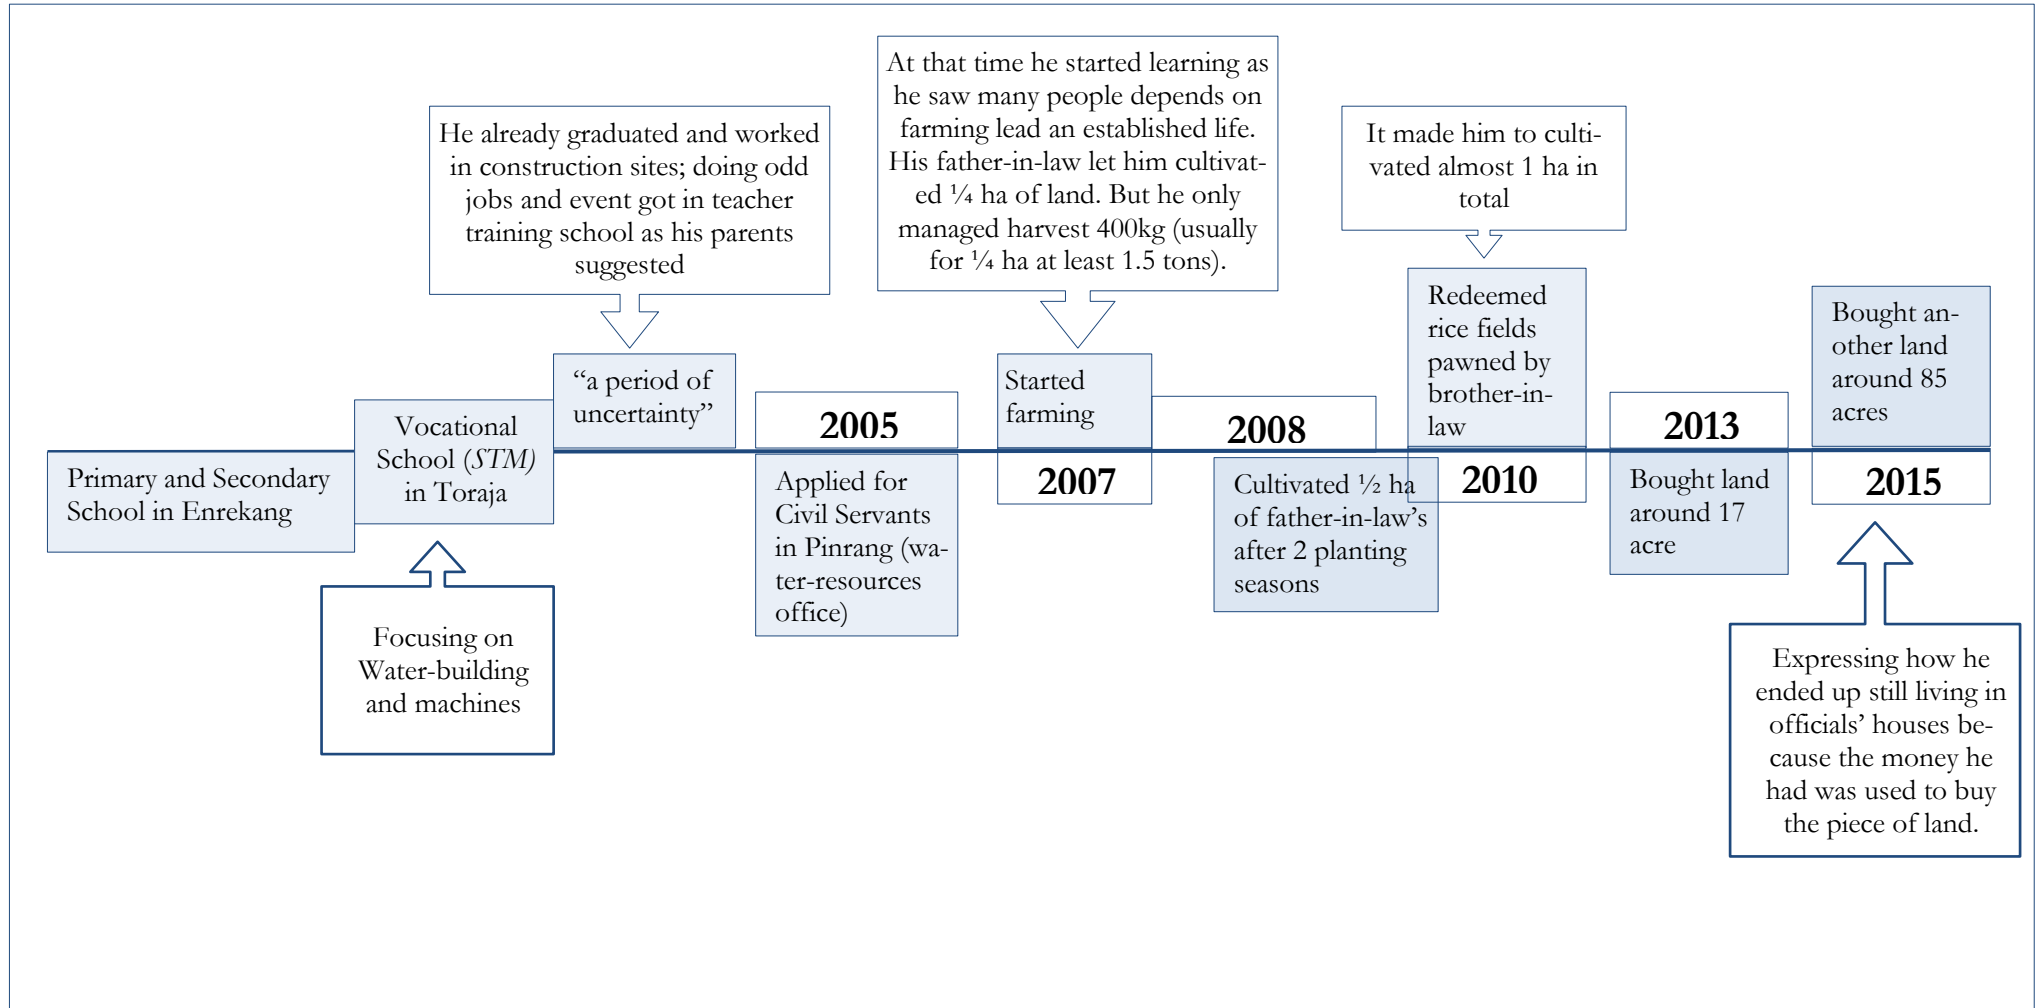 He already graduated and worked
in construction sites; doing odd
jobs and event got in teacher
training school as his parents
suggested
At that time he started learning as
he saw many people depends on
farming lead an established life.
His father-in-law let him cultivat-
ed ¼ ha of land. But he only
managed harvest 400kg (usually
for ¼ ha at least 1.5 tons).
It made him to culti-
vated almost 1 ha in
total
Primary and Secondary
School in Enrekang
Vocational
School (STM)
in Toraja
Focusing on
Water-building
and machines
“a period of
uncertainty”
2005
Applied for
Civil Servants
in Pinrang (wa-
ter-resources
office)
Started
farming
2007
2008
Cultivated ½ ha
of father-in-law’s
after 2 planting
seasons
Redeemed
rice fields
pawned by
brother-in-
law
2010
2013
Bought land
around 17
acre
Bought an-
other land
around 85
acres
2015
Expressing how he
ended up still living in
officials’ houses be-
cause the money he
had was used to buy
the piece of land.